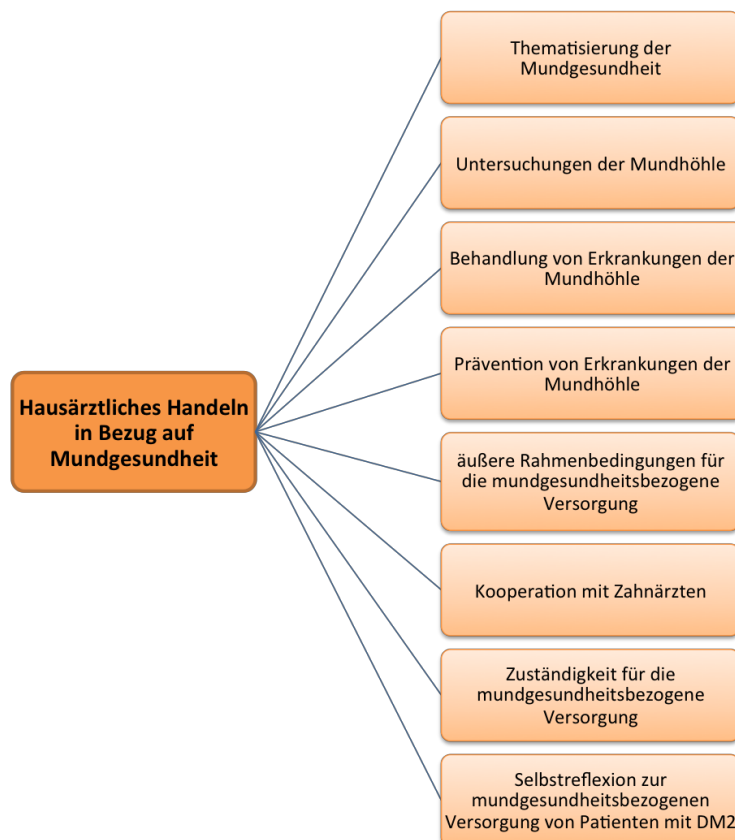 Thematisierung der
Mundgesundheit
Untersuchungen der Mundhöhle
Behandlung von Erkrankungen der
Mundhöhle
Prävention von Erkrankungen der
Mundhöhle
Hausärztliches Handeln
in Bezug auf
Mundgesundheit
äußere Rahmenbedingungen für
die mundgesundheitsbezogene
Versorgung
Kooperation mit Zahnärzten
Zuständigkeit für die
mundgesundheitsbezogene
Versorgung
Selbstreflexion zur
mundgesundheitsbezogenen
Versorgung von Patienten mit DM2